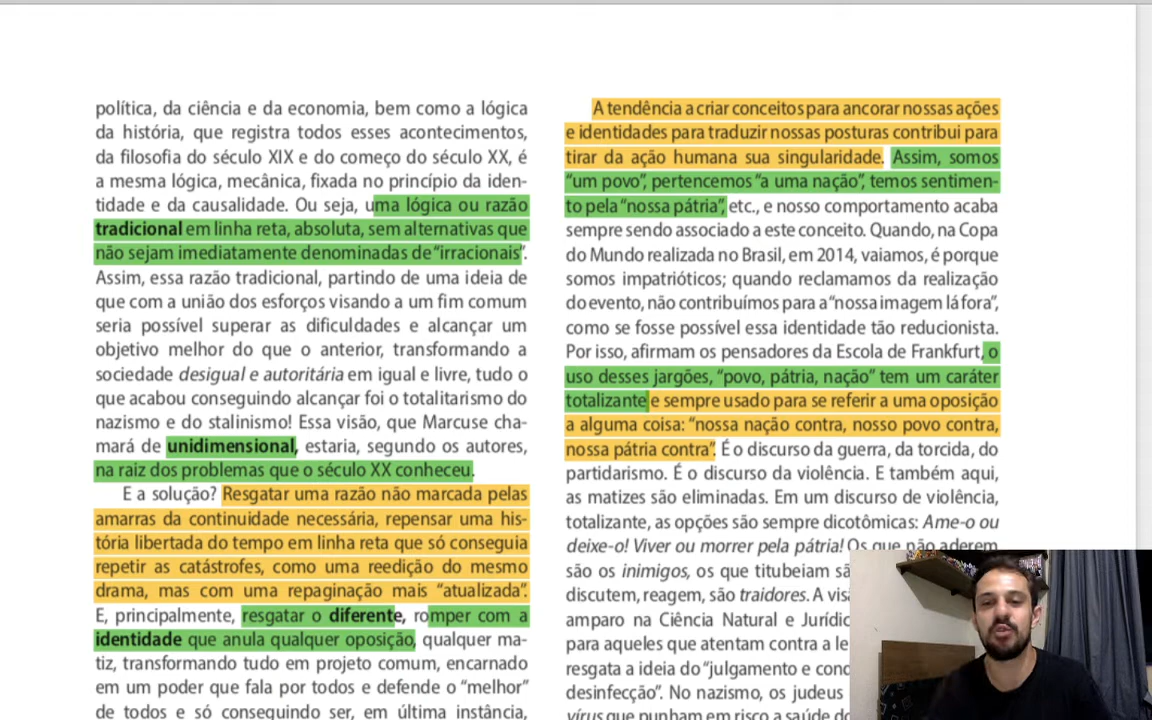 política, da ciência e da economia, bem como a lógica
da história, que registra todos esses acontecimentos,
da filosofia do século XIX e do começo do século XX, é
a mesma lógica, mecânica, fixada no princípio da iden-
tidade e da causalidade. Ou seja, uma lógica ou razão
tradicional em linha reta, absoluta, sem alternativas que
não sejam imediatamente denominadas de “irracionais”.
Assim, essa razão tradicional, partindo de uma ideia de
que com a união dos esforços visando a um fim comum
seria possível superar as dificuldades e alcançar um
objetivo melhor do que o anterior, transformando a
sociedade desigual e autoritária em igual e livre, tudo o
que acabou conseguindo alcançar foi o totalitarismo do
nazismo e do stalinismo! Essa visão, que Marcuse cha-
mará de unidimensional, estaria, segundo os autores,
na raiz dos problemas que o século XX conheceu.
E a solução? Resgatar uma razão não marcada pelas
amarras da continuidade necessária, repensar uma his-
tória libertada do tempo em linha reta que só conseguia
repetir as catástrofes, como uma reedição do mesmo
drama, mas com uma repaginação mais “atualizada”.
E, principalmente, resgatar o diferente, romper com a
identidade que anula qualquer oposição, qualquer ma-
tiz, transformando tudo em projeto comum, encarnado
em um poder que fala por todos e defende o “melhor”
de todos e só conseguindo ser, em última instância,
A tendência a criar conceitos para ancorar nossas ações
e identidades para traduzir nossas posturas contribui para
tirar da ação humana sua singularidade. Assim, somos
“um povo”, pertencemos “a uma nação”, temos sentimen-
to pela “nossa pátria”, etc., e nosso comportamento acaba
sempre sendo associado a este conceito. Quando, na Copa
do Mundo realizada no Brasil, em 2014, vaiamos, é porque
somos impatrióticos; quando reclamamos da realização
do evento, não contribuímos para a “nossa imagem lá fora”,
como se fosse possível essa identidade tão reducionista.
Por isso, afirmam os pensadores da Escola de Frankfurt, o
uso desses jargões, “povo, pátria, nação” tem um caráter
totalizante e sempre usado para se referir a uma oposição
a alguma coisa: “nossa nação contra, nosso povo contra,
nossa pátria contra”. É o discurso da guerra, da torcida, do
partidarismo. É o discurso da violência. E também aqui,
as matizes são eliminadas. Em um discurso de violência,
totalizante, as opções são sempre dicotômicas: Ame-o ou
deixe-o! Viver ou morrer pela pátria! Os que não aderem
são os inimigos, os que titubeiam
discutem, reagem, são traidores. A
amparo na Ciência Natural e
para aqueles que atentam contra a
resgata a ideia do “julgamento e
desinfecção”. No nazismo, os judeus
vírus que punham em risco a saúde